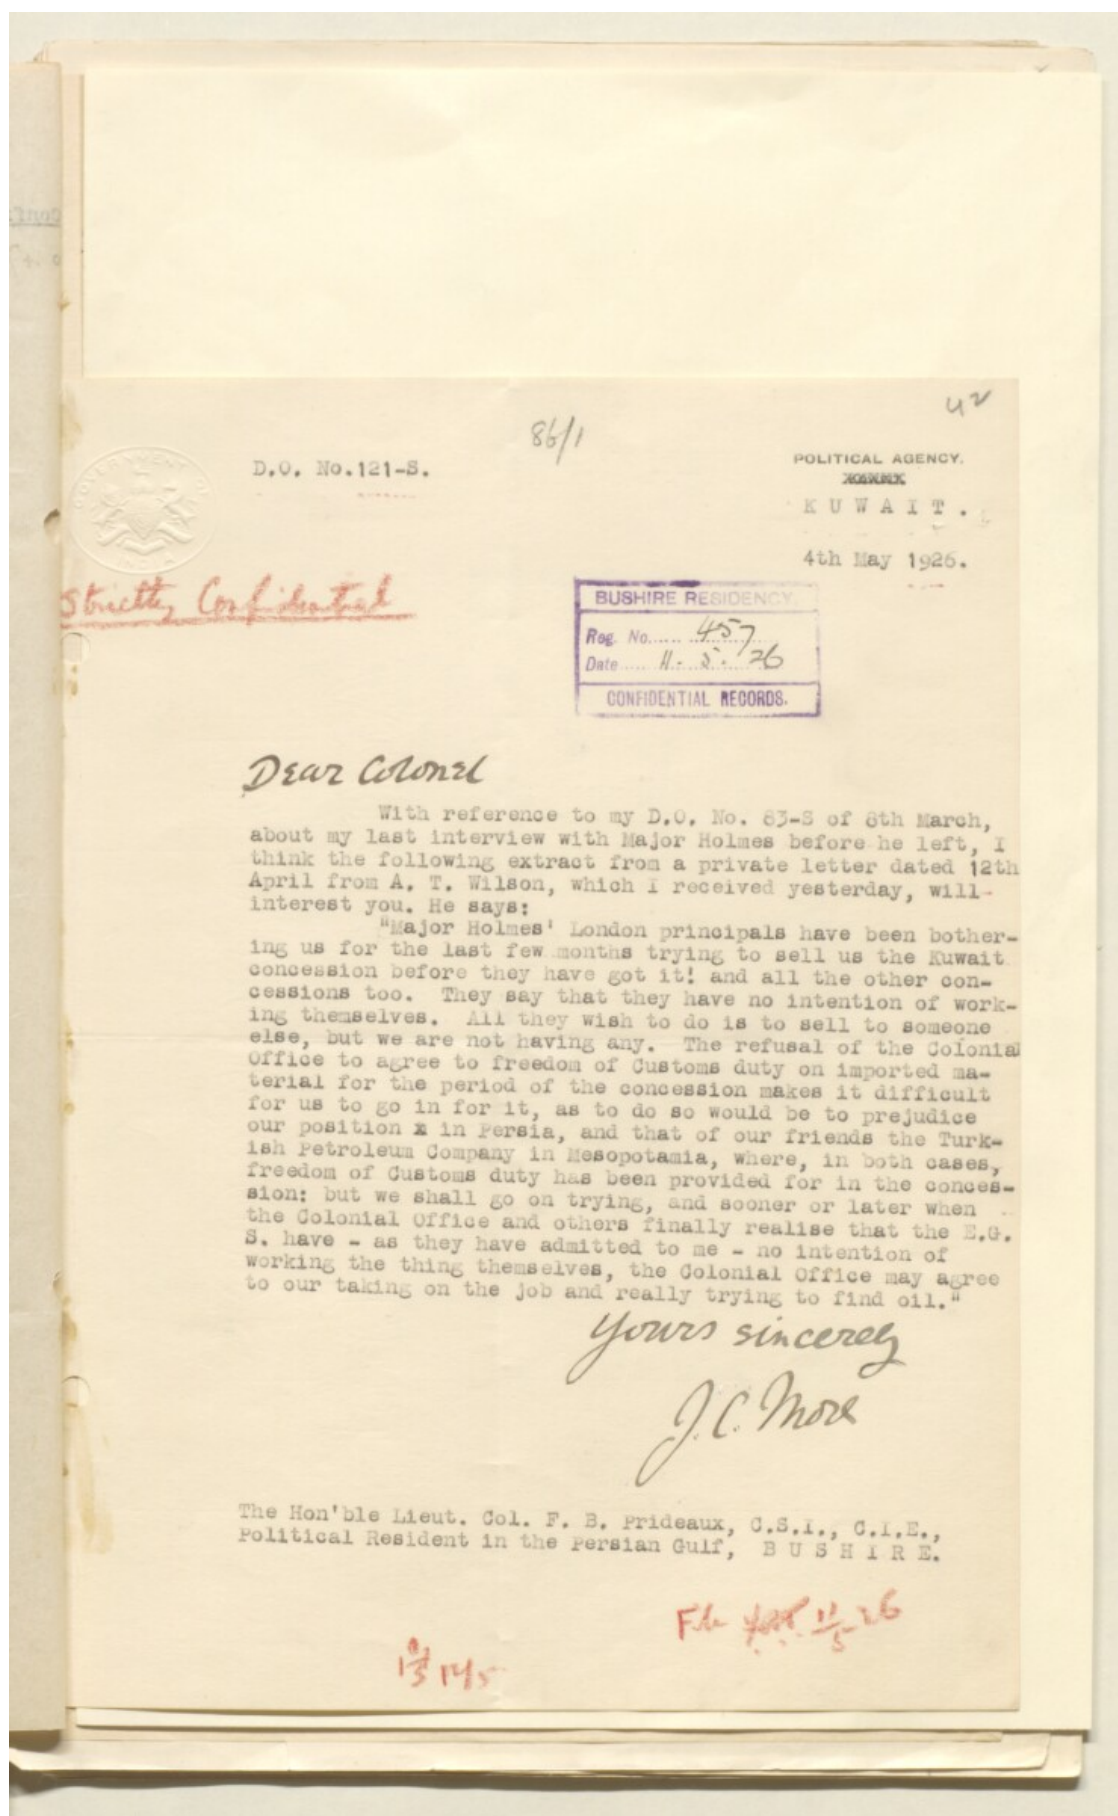 42
86/1
D.O. No.121-S.
POLITICAL AGENCY.
KUWAIT.
4th May 1926.
GOVERNMENT OF
INDIA
Strictly Confidential
BUSHIRE RESIDENCY.
Reg. No...... 457
Date..... 11. 5. 26
CONFIDENTIAL RECORDS.
Dear Colonel
With reference to my D.O. No. 83-S of 8th March,
about my last interview with Major Holmes before he left, I
think the following extract from a private letter dated 12th
April from A. T. Wilson, which I received yesterday, will
interest you. He says:
"Major Holmes' London principals have been bother-
ing us for the last few months trying to sell us the Kuwait
concession before they have got it! and all the other con-
cessions too. They say that they have no intention of work-
ing themselves. All they wish to do is to sell to someone
else, but we are not having any. The refusal of the Colonial
Office to agree to freedom of Customs duty on imported ma-
terial for the period of the concession makes it difficult
for us to go in for it, as to do so would be to prejudice
our position x in Persia, and that of our friends the Turk-
ish Petroleum Company in Mesopotamia, where, in both cases,
freedom of Customs duty has been provided for in the conces-
sion: but we shall go on trying, and sooner or later when
the Colonial Office and others finally realise that the E.G.
S. have - as they have admitted to me - no intention of
working the thing themselves, the Colonial Office may agree
to our taking on the job and really trying to find oil."
Yours sincerely
J.C. More
The Hon'ble Lieut. Col. F. B. Prideaux, C.S.I., C.I.E.,
Political Resident in the Persian Gulf, BUSHIRE.
File 11/5 26
14/5